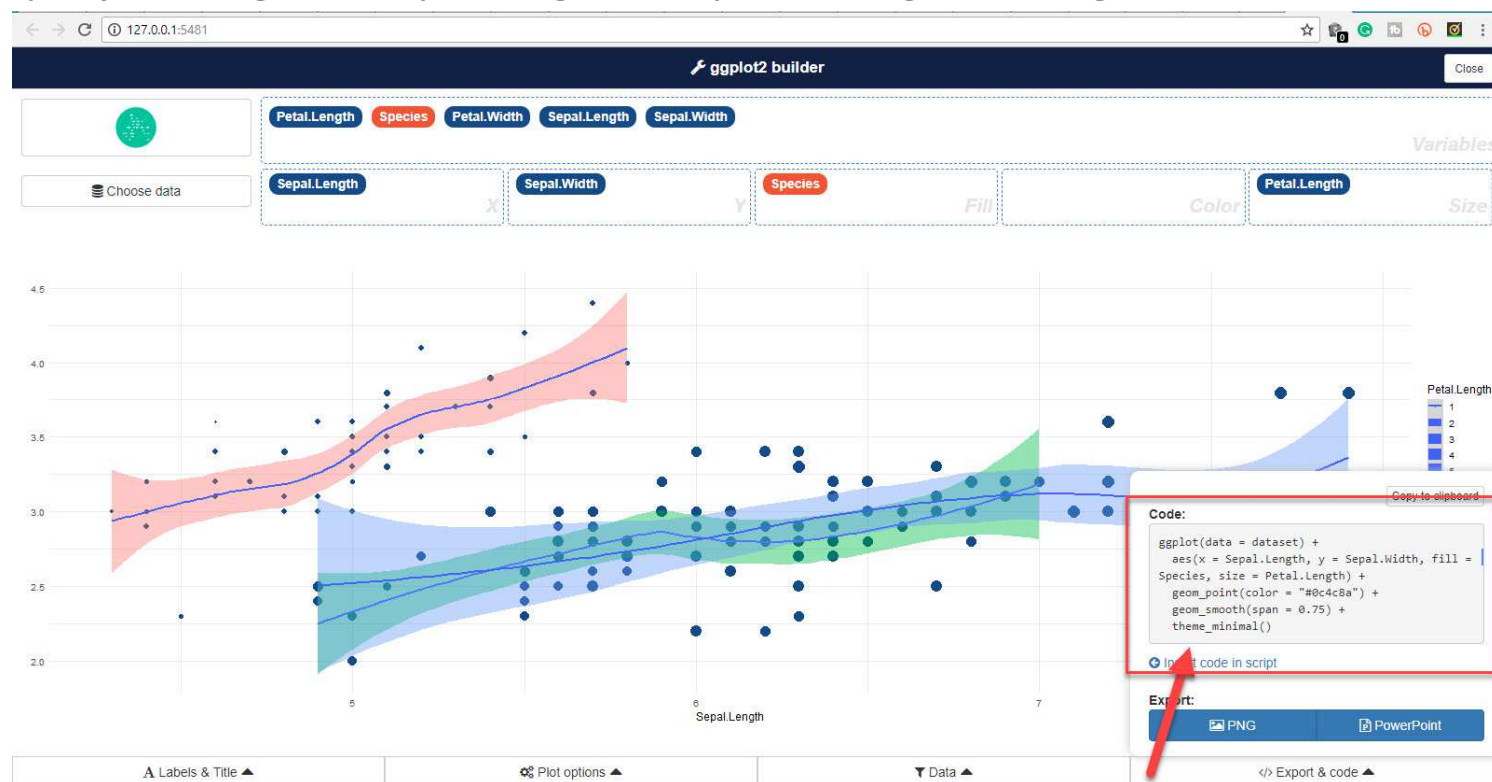 127.0.0.1:5481
0
ggplot2 builder
Close
Petal.Length Species Petal.Width Sepal.Length Sepal.Width
Variables
Choose data
Sepal.Length X
Sepal.Width Y
Species Fill
Color
Petal.Length Size
4.5
4.0
3.5
3.0
2.5
2.0
5 6 7
Sepal.Length
Petal.Length
1
2
3
4
Copy to clipboard
Code:
ggplot(data = dataset) +
aes(x = Sepal.Length, y = Sepal.Width, fill =
Species, size = Petal.Length) +
geom_point(color = "#0c4c8a") +
geom_smooth(span = 0.75) +
theme_minimal()
code in script
Export:
PNG PowerPoint
Labels & Title Plot options Data </> Export & code